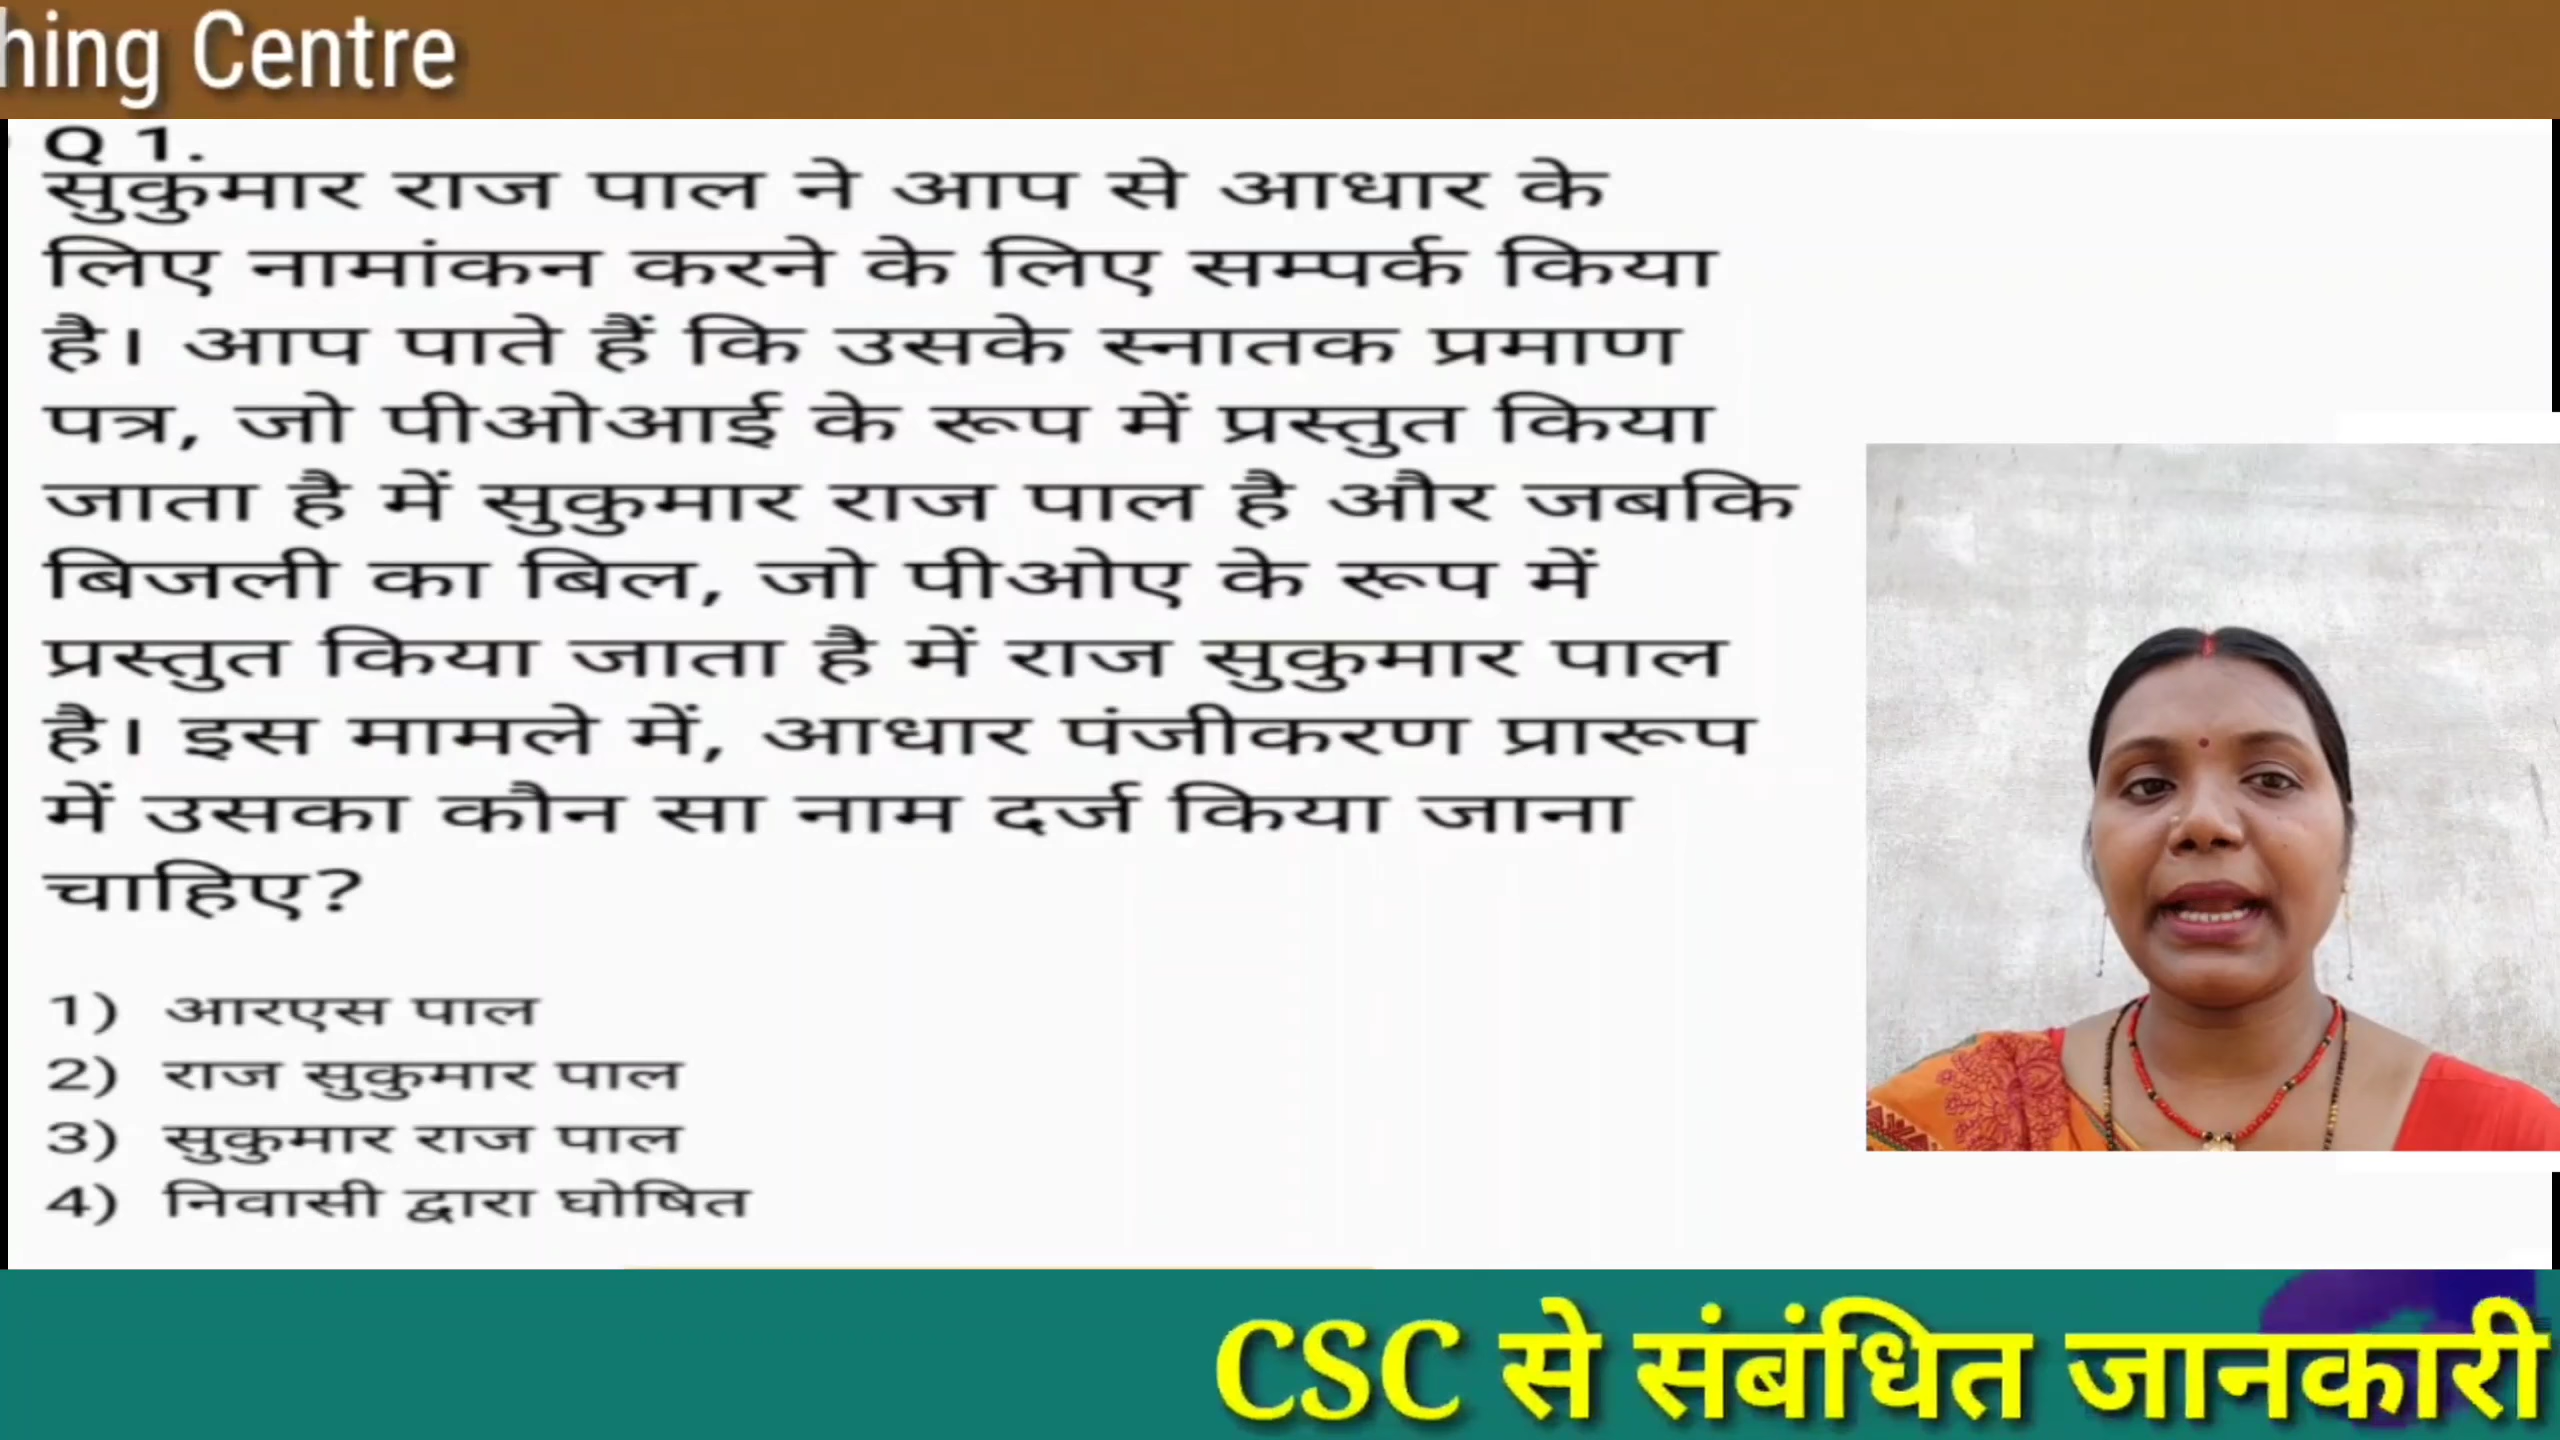 Centre
Q 1.
सुकुमार राज पाल ने आप से आधार के
लिए नामांकन करने के लिए सम्पर्क किया
है। आप पाते हैं कि उसके स्नातक प्रमाण
पत्र, जो पीओआई के रूप में प्रस्तुत किया
जाता है में सुकुमार राज पाल है और जबकि
बिजली का बिल, जो पीओए के रूप में
प्रस्तुत किया जाता है में राज सुकुमार पाल
है। इस मामले में, आधार पंजीकरण प्रारूप
में उसका कौन सा नाम दर्ज किया जाना
चाहिए?
1) आरएस पाल
2) राज सुकुमार पाल
3) सुकुमार राज पाल
4) निवासी द्वारा घोषित
CSC से संबंधित जानकारी